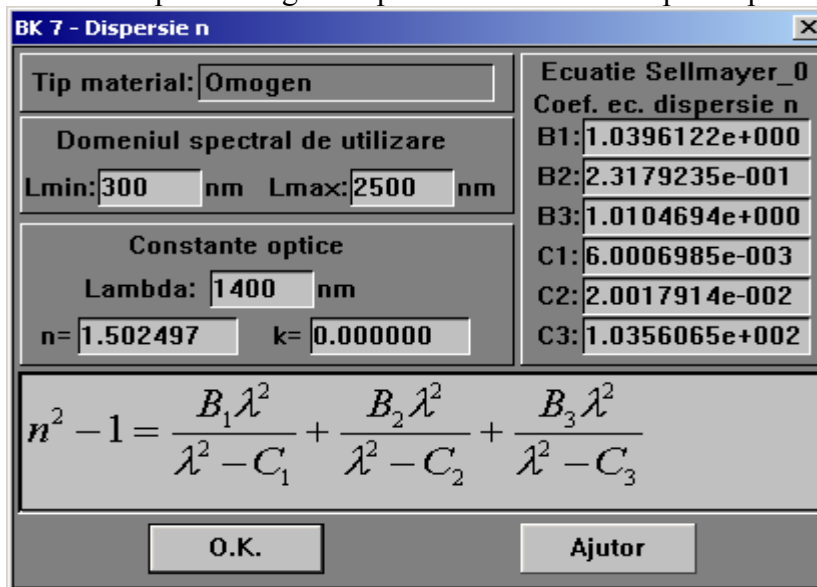 BK 7 - Dispersie n
Tip material: Omogen
Domeniul spectral de utilizare
Lmin: 300 nm Lmax: 2500 nm
Constante optice
Lambda: 1400 nm
n= 1.502497 k= 0.000000
Ecuatie Sellmayer_0
Coef. ec. dispersie n
B1: 1.0396122e+000
B2: 2.3179235e-001
B3: 1.0104694e+000
C1: 6.0006985e-003
C2: 2.0017914e-002
C3: 1.0356065e+002
n² − 1 = B₁λ² / (λ² − C₁) + B₂λ² / (λ² − C₂) + B₃λ² / (λ² − C₃)
O.K. Ajutor